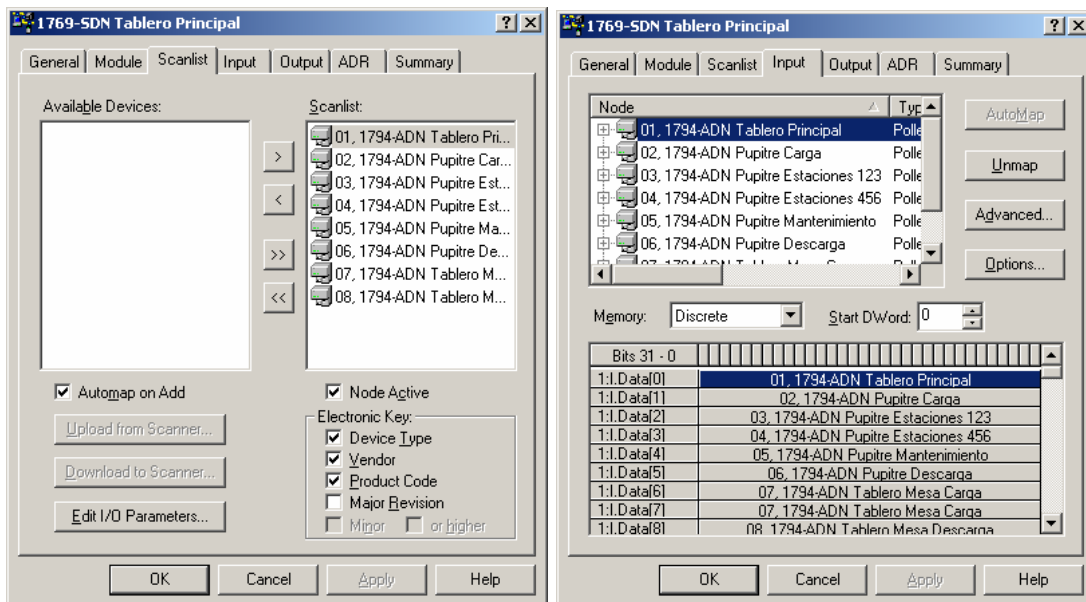 1769-SDN Tablero Principal
General Module Scanlist Input Output ADR Summary
Available Devices:
Scanlist:
01, 1794-ADN Tablero Pri...
02, 1794-ADN Pupitre Car...
03, 1794-ADN Pupitre Est...
04, 1794-ADN Pupitre Est...
05, 1794-ADN Pupitre Ma...
06, 1794-ADN Pupitre De...
07, 1794-ADN Tablero M...
08, 1794-ADN Tablero M...
>
<
>>
<<
Automap on Add
Upload from Scanner...
Download to Scanner...
Edit I/O Parameters...
Node Active
Electronic Key:
Device Type
Vendor
Product Code
Major Revision
Minor or higher
OK Cancel Apply Help
1769-SDN Tablero Principal
General Module Scanlist Input Output ADR Summary
Node Typ
01, 1794-ADN Tablero Principal Polle
02, 1794-ADN Pupitre Carga Polle
03, 1794-ADN Pupitre Estaciones 123 Polle
04, 1794-ADN Pupitre Estaciones 456 Polle
05, 1794-ADN Pupitre Mantenimiento Polle
06, 1794-ADN Pupitre Descarga Polle
AutoMap
Unmap
Advanced...
Options...
Memory: Discrete Start DWord: 0
Bits 31 - 0
1:I.Data[0] 01, 1794-ADN Tablero Principal
1:I.Data[1] 02, 1794-ADN Pupitre Carga
1:I.Data[2] 03, 1794-ADN Pupitre Estaciones 123
1:I.Data[3] 04, 1794-ADN Pupitre Estaciones 456
1:I.Data[4] 05, 1794-ADN Pupitre Mantenimiento
1:I.Data[5] 06, 1794-ADN Pupitre Descarga
1:I.Data[6] 07, 1794-ADN Tablero Mesa Carga
1:I.Data[7] 07, 1794-ADN Tablero Mesa Carga
1:I.Data[8] 08, 1794-ADN Tablero Mesa Descarga
OK Cancel Apply Help